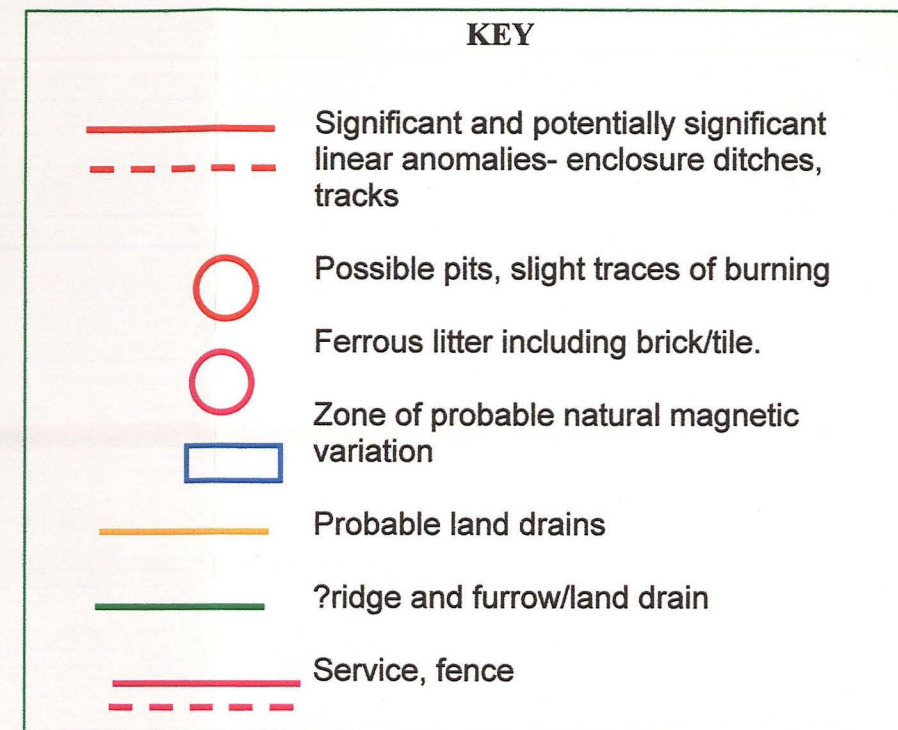 KEY
Significant and potentially significant
linear anomalies- enclosure ditches,
tracks
Possible pits, slight traces of burning
Ferrous litter including brick/tile.
Zone of probable natural magnetic
variation
Probable land drains
?ridge and furrow/land drain
Service, fence